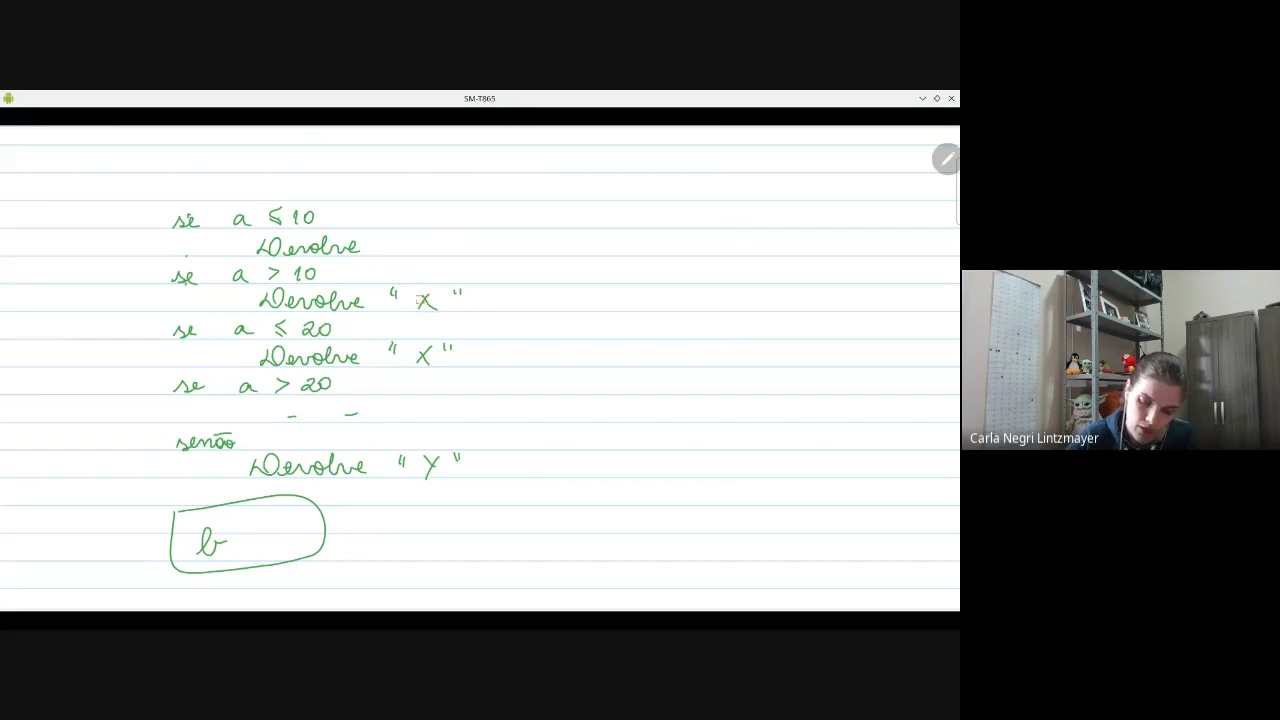 SM-T865
se a ≤ 10
Devolve
se a > 10
Devolve "X"
se a ≤ 20
Devolve "X"
se a > 20
- -
senão
Devolve "Y"
b
Carla Negri Lintzmayer